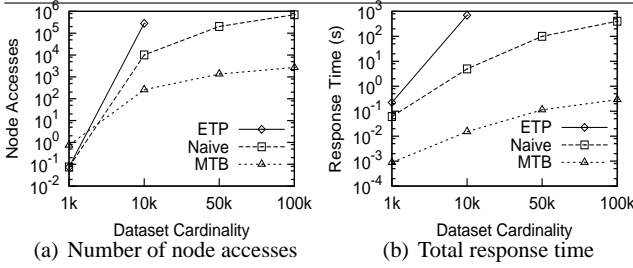 10^6
10^5
10^4
10^3
10^2
10^1
10^0
10^-1
10^-2
Node Accesses
ETP
Naive
MTB
1k 10k 50k 100k
Dataset Cardinality
(a) Number of node accesses
10^3
10^2
10^1
10^0
10^-1
10^-2
10^-3
10^-4
Response Time (s)
ETP
Naive
MTB
1k 10k 50k 100k
Dataset Cardinality
(b) Total response time